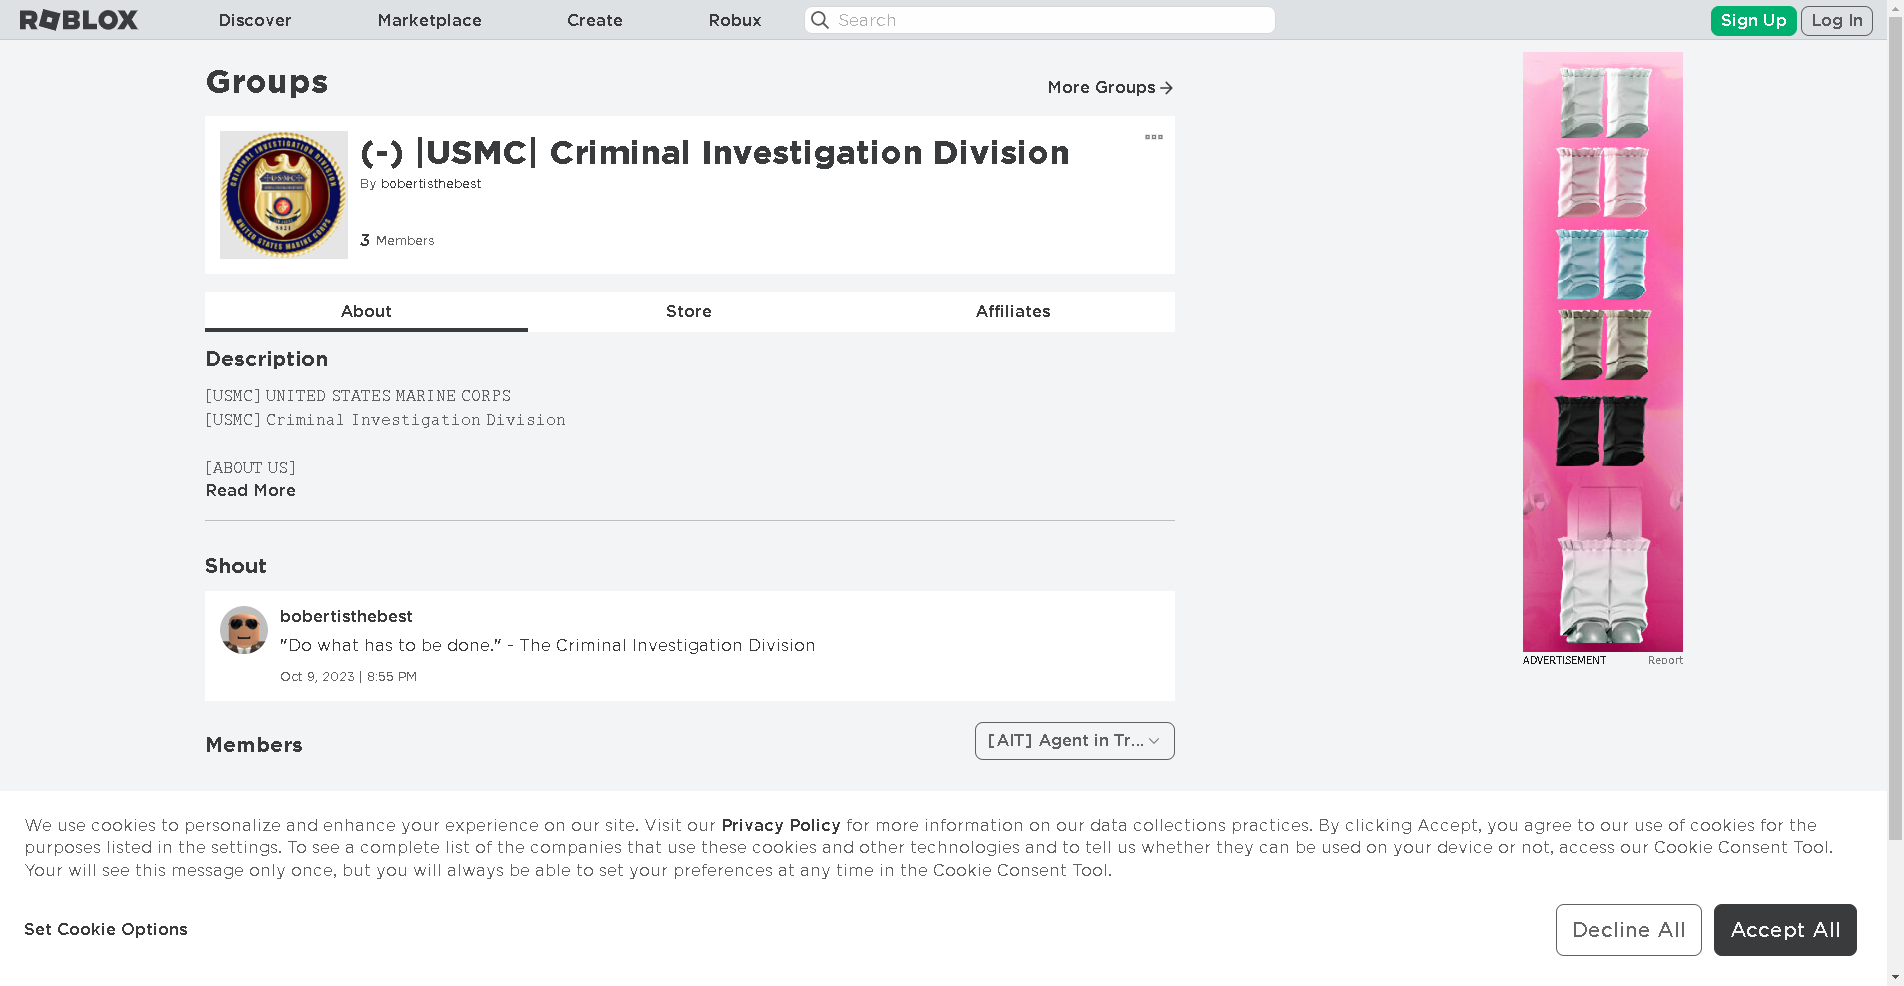 ROBLOX Discover Marketplace Create Robux Search Sign Up Log In
Groups
More Groups
(-) |USMC| Criminal Investigation Division
By bobertisthebest
3 Members
CRIMINAL INVESTIGATION DIVISION
U·S·M·C
5821
UNITED STATES MARINE CORPS
About Store Affiliates
Description
[USMC] UNITED STATES MARINE CORPS
[USMC] Criminal Investigation Division
[ABOUT US]
Read More
Shout
bobertisthebest
"Do what has to be done." - The Criminal Investigation Division
Oct 9, 2023 | 8:55 PM
ADVERTISEMENT Report
Members
[AIT] Agent in Tr...
We use cookies to personalize and enhance your experience on our site. Visit our Privacy Policy for more information on our data collections practices. By clicking Accept, you agree to our use of cookies for the
purposes listed in the settings. To see a complete list of the companies that use these cookies and other technologies and to tell us whether they can be used on your device or not, access our Cookie Consent Tool.
Your will see this message only once, but you will always be able to set your preferences at any time in the Cookie Consent Tool.
Set Cookie Options
Decline All
Accept All